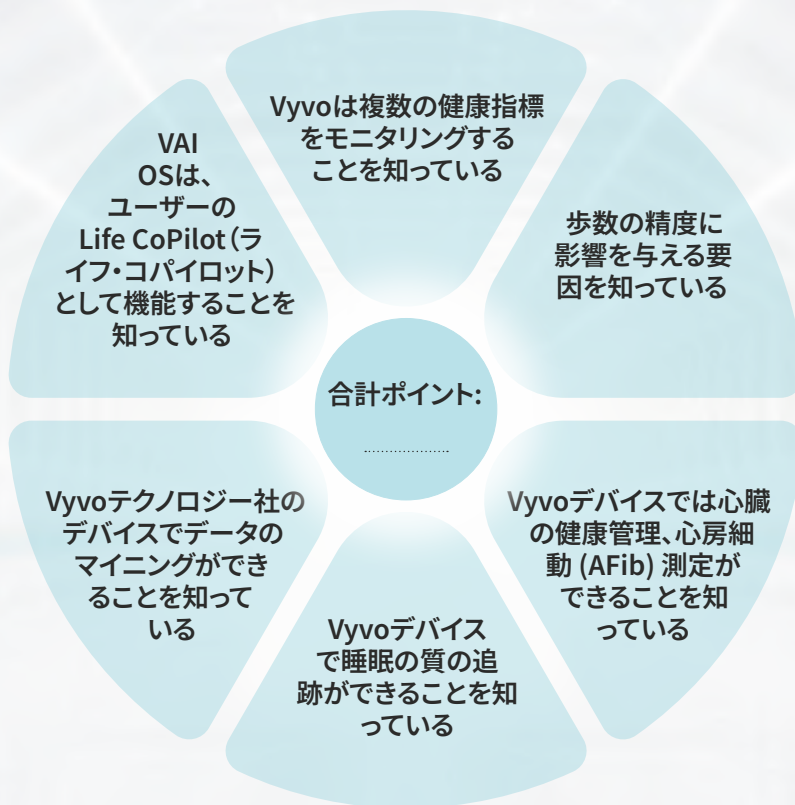 Vyvoは複数の健康指標
をモニタリングする
ことを知っている
歩数の精度に
影響を与える要
因を知っている
Vyvoデバイスでは心臓
の健康管理、心房細
動 (AFib) 測定が
できることを知
っている
Vyvoデバイス
で睡眠の質の追
跡ができることを知
っている
Vyvoテクノロジー社の
デバイスでデータの
マイニングができ
ることを知って
いる
VAI
OSは、
ユーザーの
Life CoPilot（ラ
イフ・コパイロット）
として機能することを
知っている
合計ポイント:
..................